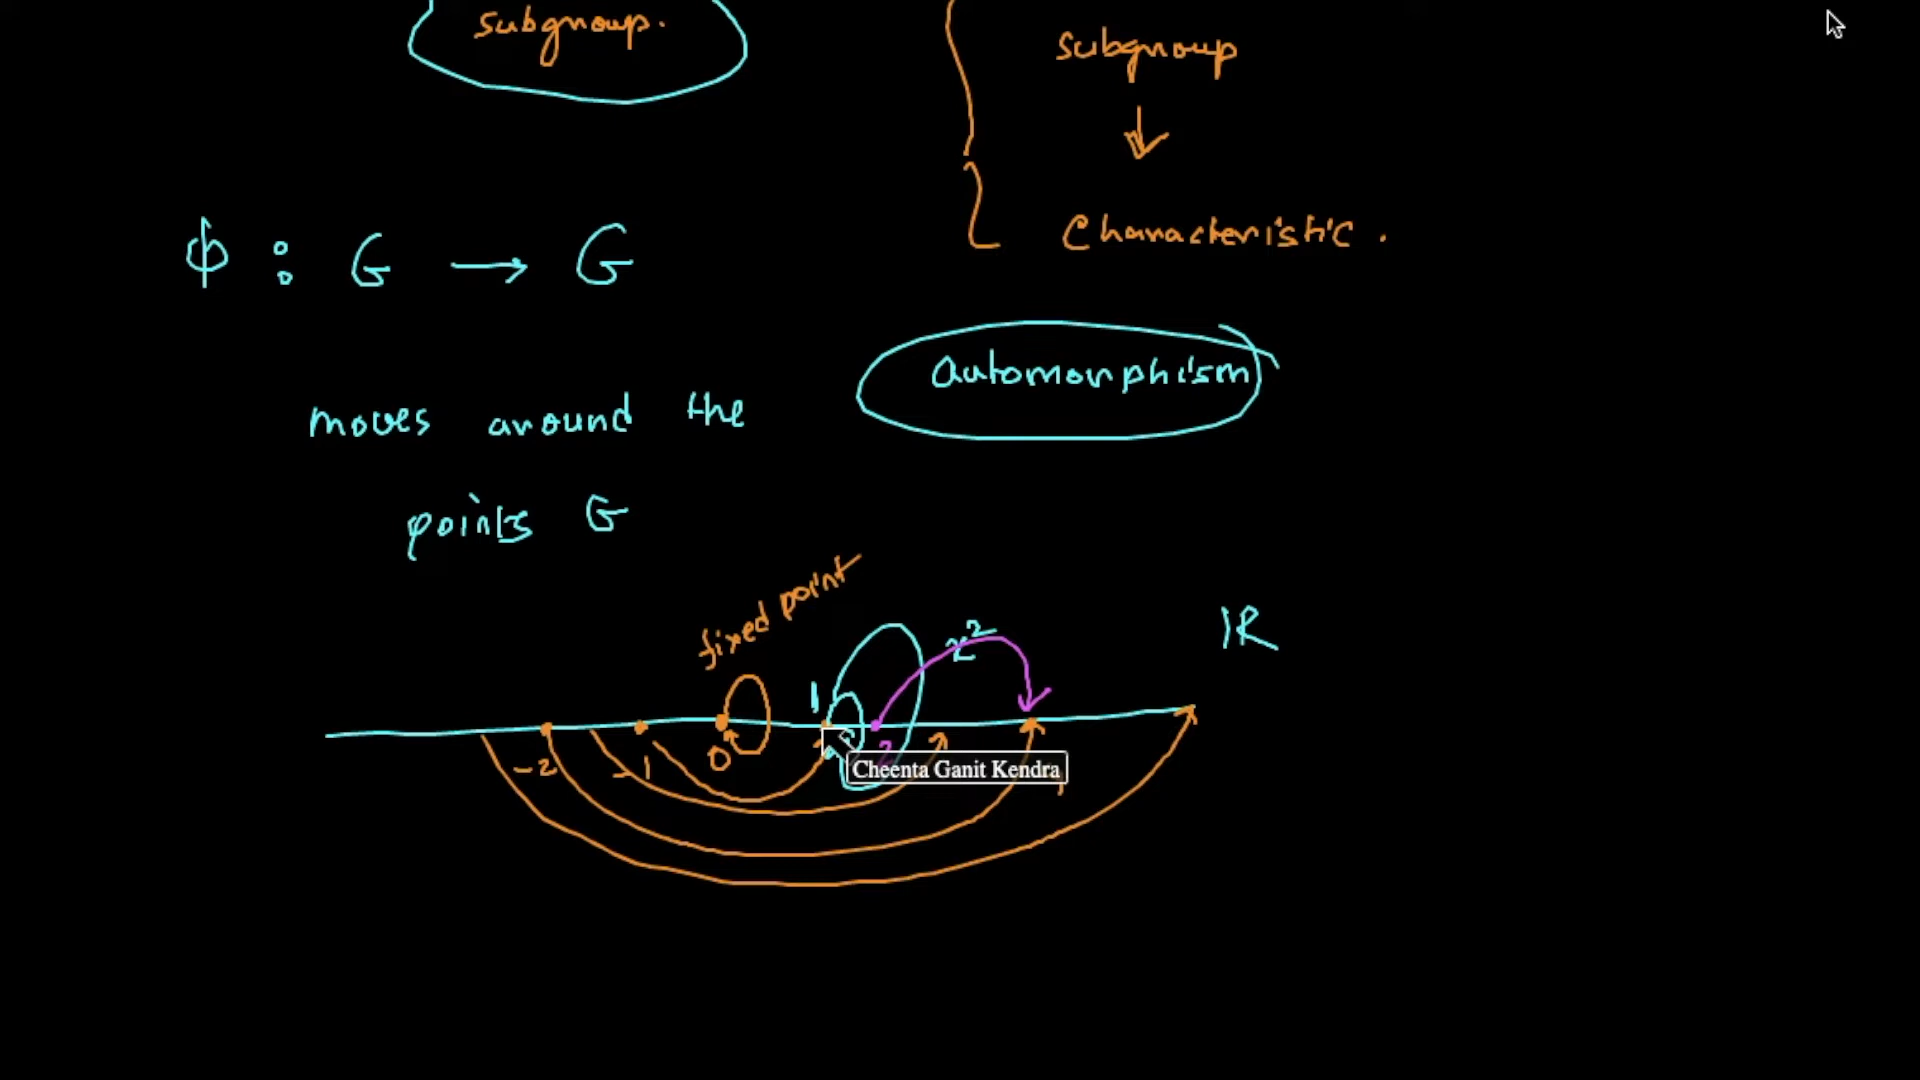 subgroup.
subgroup
characteristic.
Φ : G → G
automorphism
moves around the
points G
fixed point
x²
IR
1
-2 -1 0 2
Cheenta Ganit Kendra